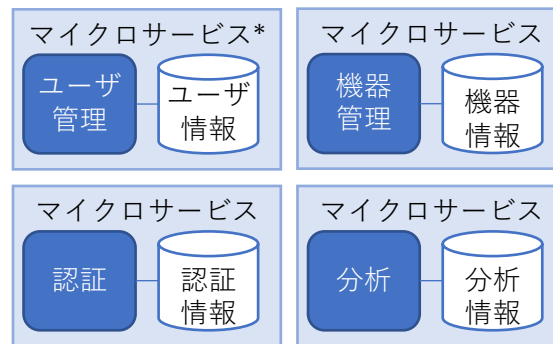 マイクロサービス*
ユーザ
管理
ユーザ
情報
マイクロサービス
機器
管理
機器
情報
マイクロサービス
認証
認証
情報
マイクロサービス
分析
分析
情報